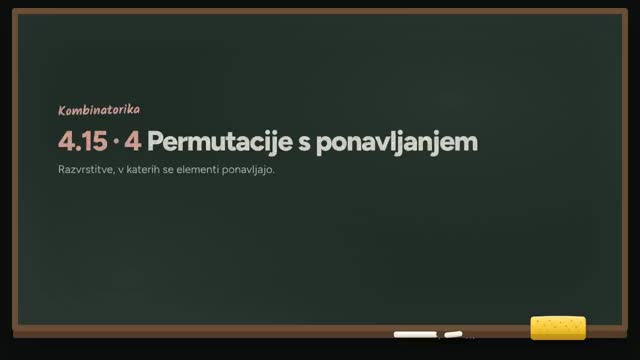 Kombinatorika
4.15 · 4 Permutacije s ponavljanjem
Razvrstitve, v katerih se elementi ponavljajo.